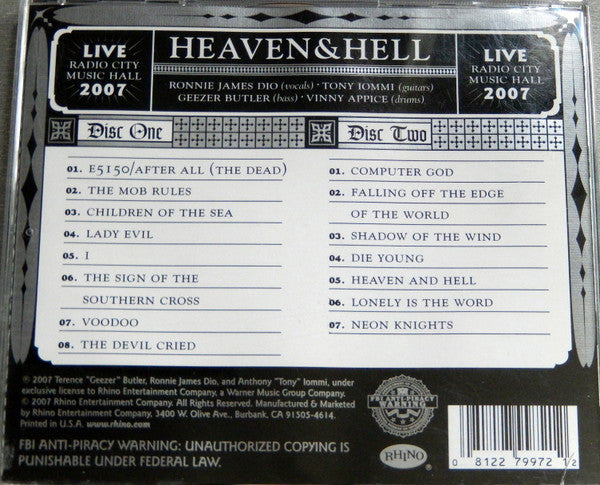 LIVE
RADIO CITY
MUSIC HALL
2007
HEAVEN & HELL
RONNIE JAMES DIO (vocals) · TONY IOMMI (guitars)
GEEZER BUTLER (bass) · VINNY APPICE (drums)
LIVE
RADIO CITY
MUSIC HALL
2007
Disc One
01. E5150/AFTER ALL (THE DEAD)
02. THE MOB RULES
03. CHILDREN OF THE SEA
04. LADY EVIL
05. I
06. THE SIGN OF THE
SOUTHERN CROSS
07. VOODOO
08. THE DEVIL CRIED
Disc Two
01. COMPUTER GOD
02. FALLING OFF THE EDGE
OF THE WORLD
03. SHADOW OF THE WIND
04. DIE YOUNG
05. HEAVEN AND HELL
06. LONELY IS THE WORD
07. NEON KNIGHTS
℗ 2007 Terence "Geezer" Butler, Ronnie James Dio, and Anthony "Tony" Iommi, under
exclusive license to Rhino Entertainment Company, a Warner Music Group Company.
© 2007 Rhino Entertainment Company. All Rights Reserved. Manufactured & Marketed
by Rhino Entertainment Company, 3400 W. Olive Ave., Burbank, CA 91505-4614.
Printed in U.S.A. www.rhino.com
FBI ANTI-PIRACY WARNING: UNAUTHORIZED COPYING IS
PUNISHABLE UNDER FEDERAL LAW.
FBI ANTI-PIRACY
WARNING
RHINO
0 8122 79972 1/2